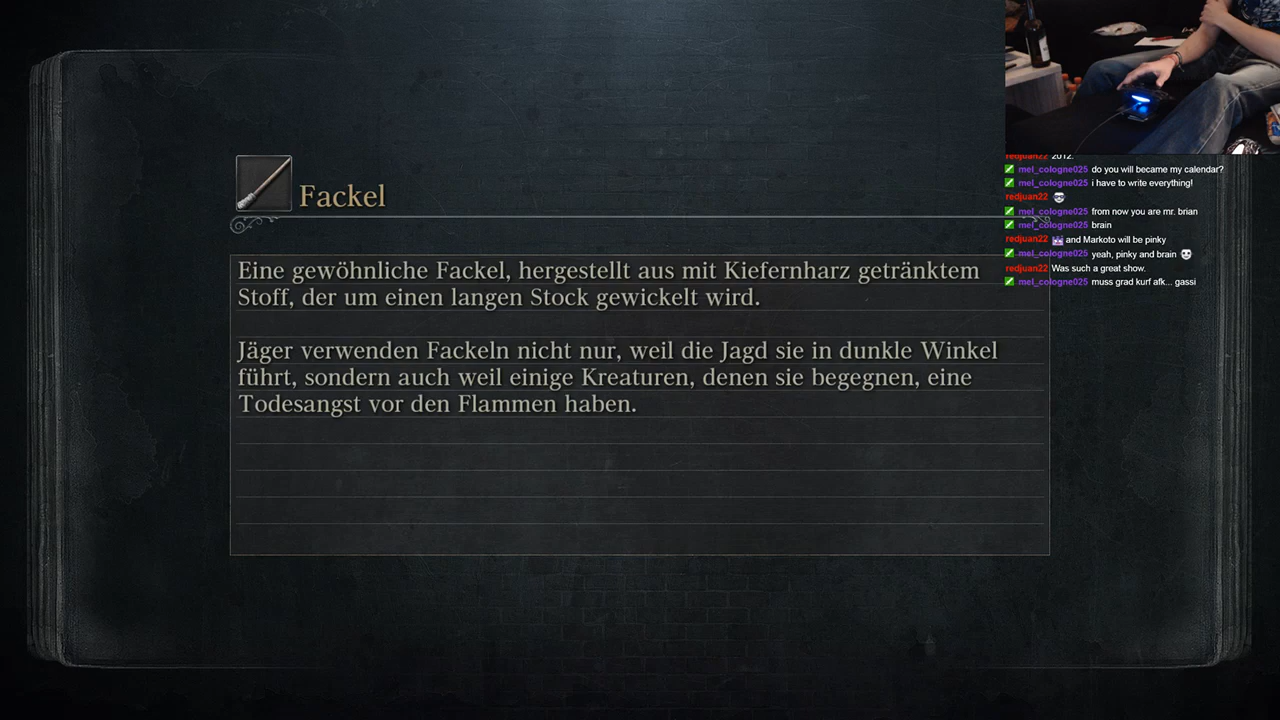 Fackel
Eine gewöhnliche Fackel, hergestellt aus mit Kiefernharz getränktem
Stoff, der um einen langen Stock gewickelt wird.
Jäger verwenden Fackeln nicht nur, weil die Jagd sie in dunkle Winkel
führt, sondern auch weil einige Kreaturen, denen sie begegnen, eine
Todesangst vor den Flammen haben.
redjuan22 2012.
mel_cologne025 do you will became my calendar?
mel_cologne025 i have to write everything!
redjuan22
mel_cologne025 from now you are mr. brian
mel_cologne025 brain
redjuan22 and Markoto will be pinky
mel_cologne025 yeah, pinky and brain
redjuan22 Was such a great show.
mel_cologne025 muss grad kurf afk... gassi